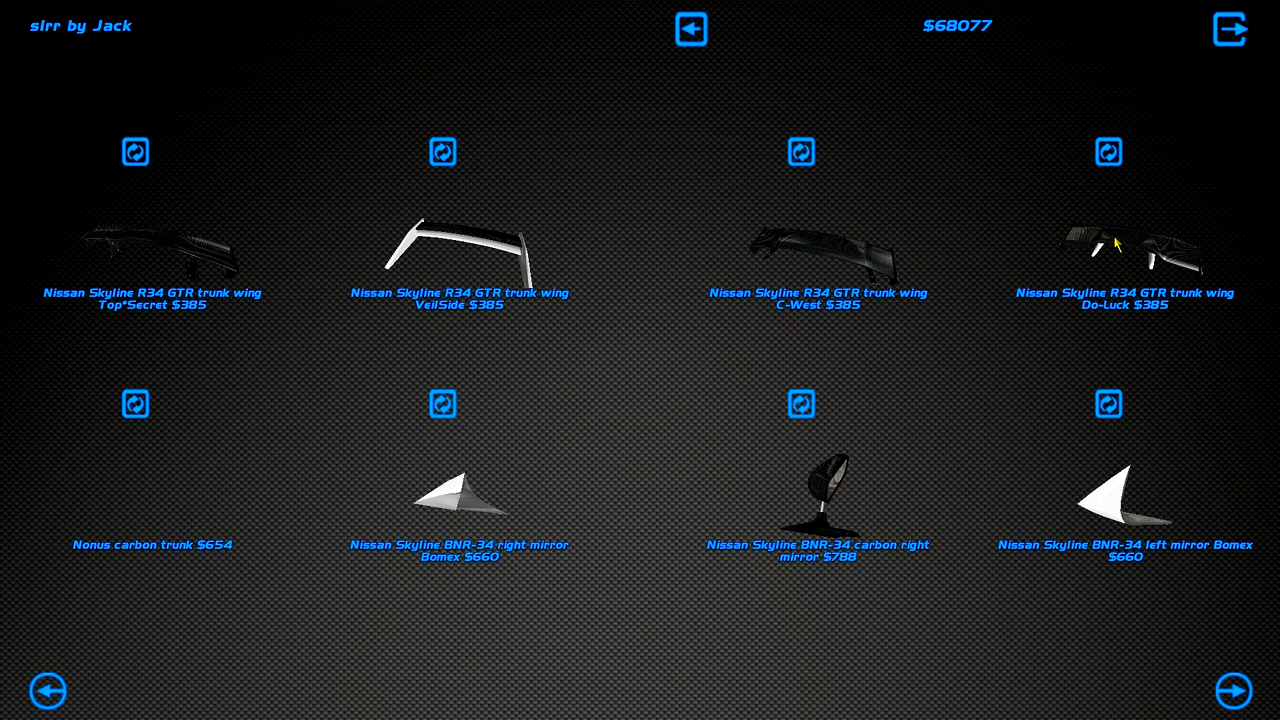 slrr by Jack
$68077
Nissan Skyline R34 GTR trunk wing
Top*Secret $385
Nissan Skyline R34 GTR trunk wing
VeilSide $385
Nissan Skyline R34 GTR trunk wing
C-West $385
Nissan Skyline R34 GTR trunk wing
Do-Luck $385
Nonus carbon trunk $654
Nissan Skyline BNR-34 right mirror
Bomex $660
Nissan Skyline BNR-34 carbon right
mirror $788
Nissan Skyline BNR-34 left mirror Bomex
$660